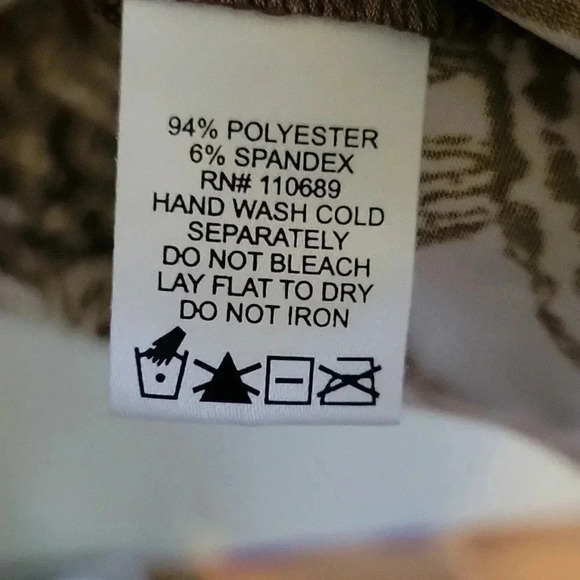 94% POLYESTER
6% SPANDEX
RN# 110689
HAND WASH COLD
SEPARATELY
DO NOT BLEACH
LAY FLAT TO DRY
DO NOT IRON